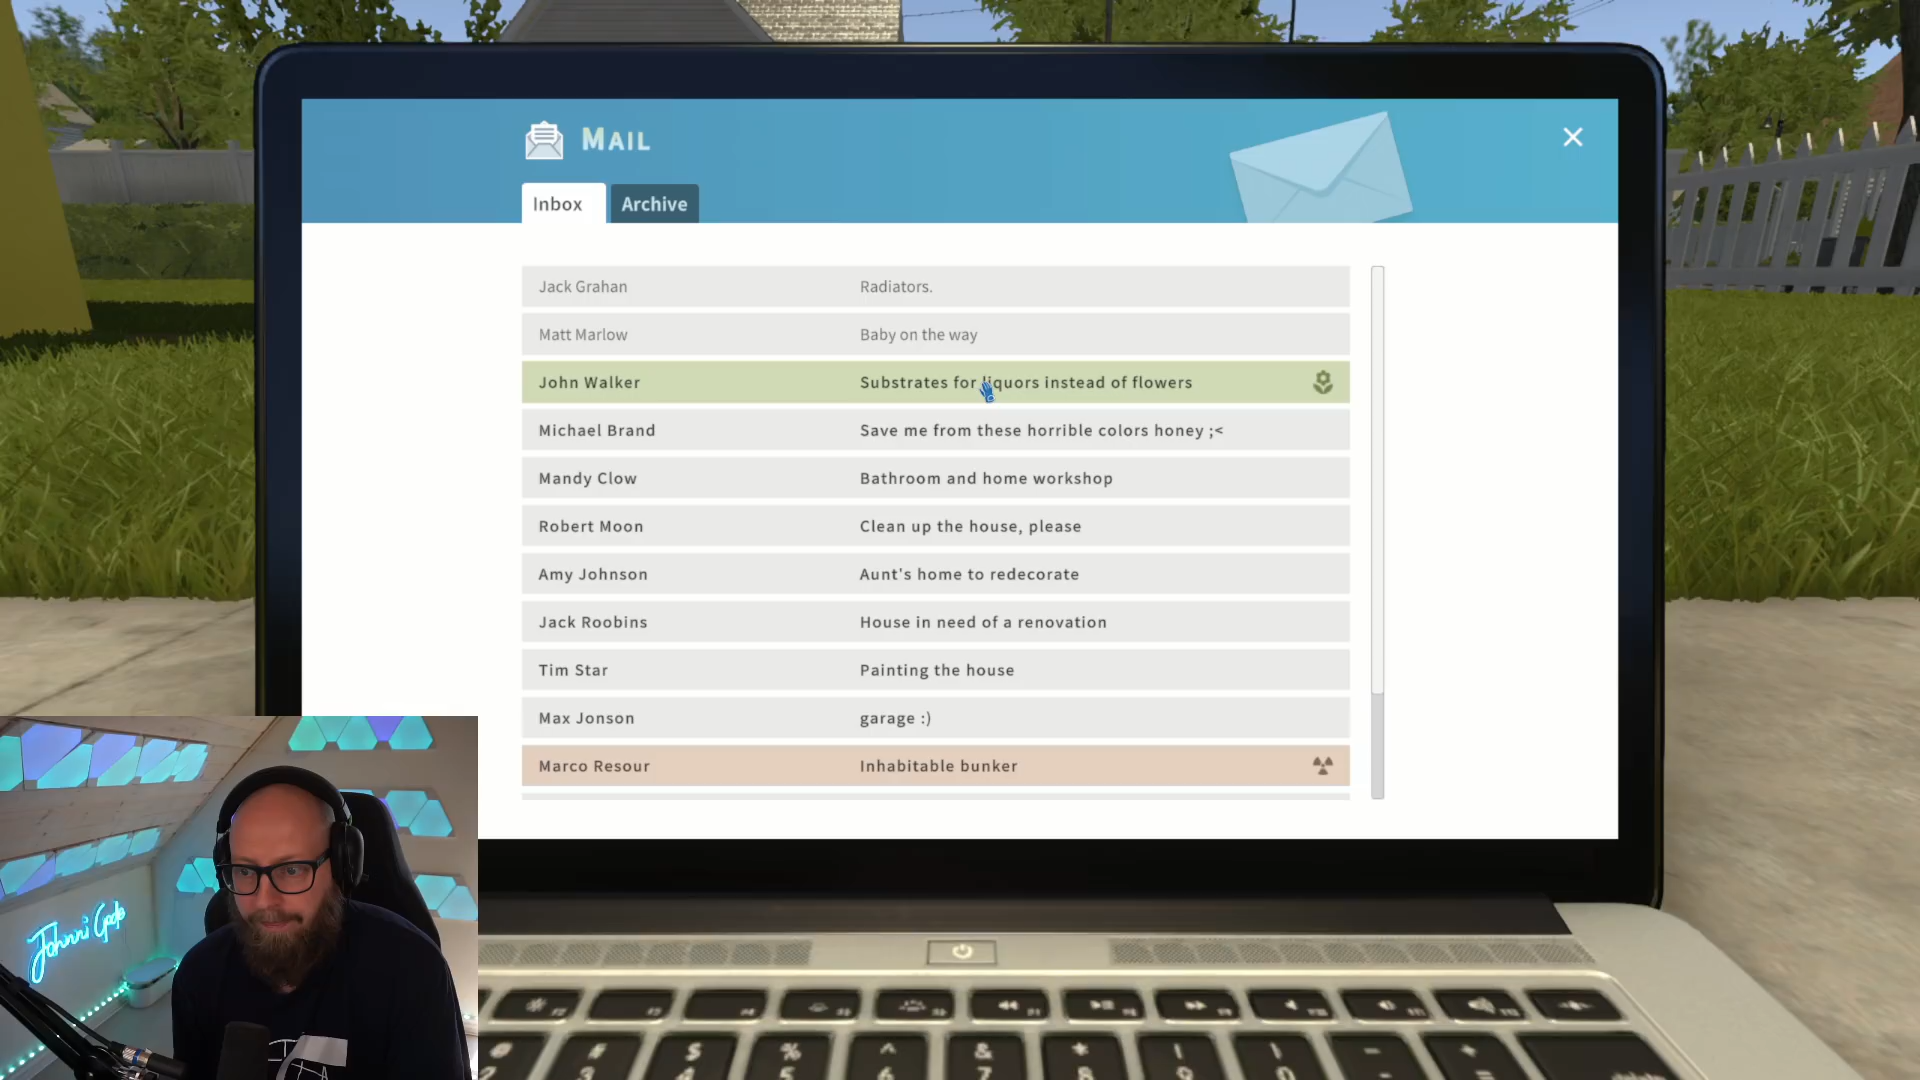 MAIL
Inbox
Archive
Jack Grahan Radiators.
Matt Marlow Baby on the way
John Walker Substrates for liquors instead of flowers
Michael Brand Save me from these horrible colors honey ;<
Mandy Clow Bathroom and home workshop
Robert Moon Clean up the house, please
Amy Johnson Aunt's home to redecorate
Jack Roobins House in need of a renovation
Tim Star Painting the house
Max Jonson garage :)
Marco Resour Inhabitable bunker
Johnni Gade